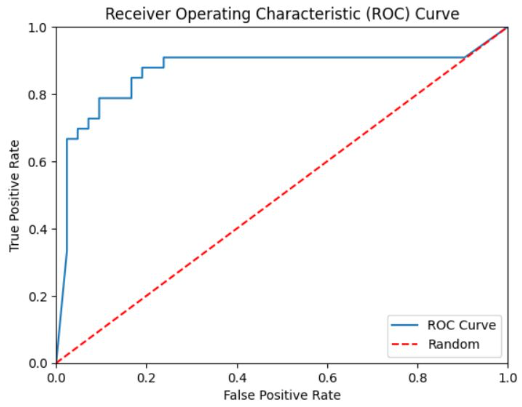 Receiver Operating Characteristic (ROC) Curve
1.0
0.8
0.6
0.4
0.2
0.0
True Positive Rate
0.0 0.2 0.4 0.6 0.8 1.0
False Positive Rate
ROC Curve
Random